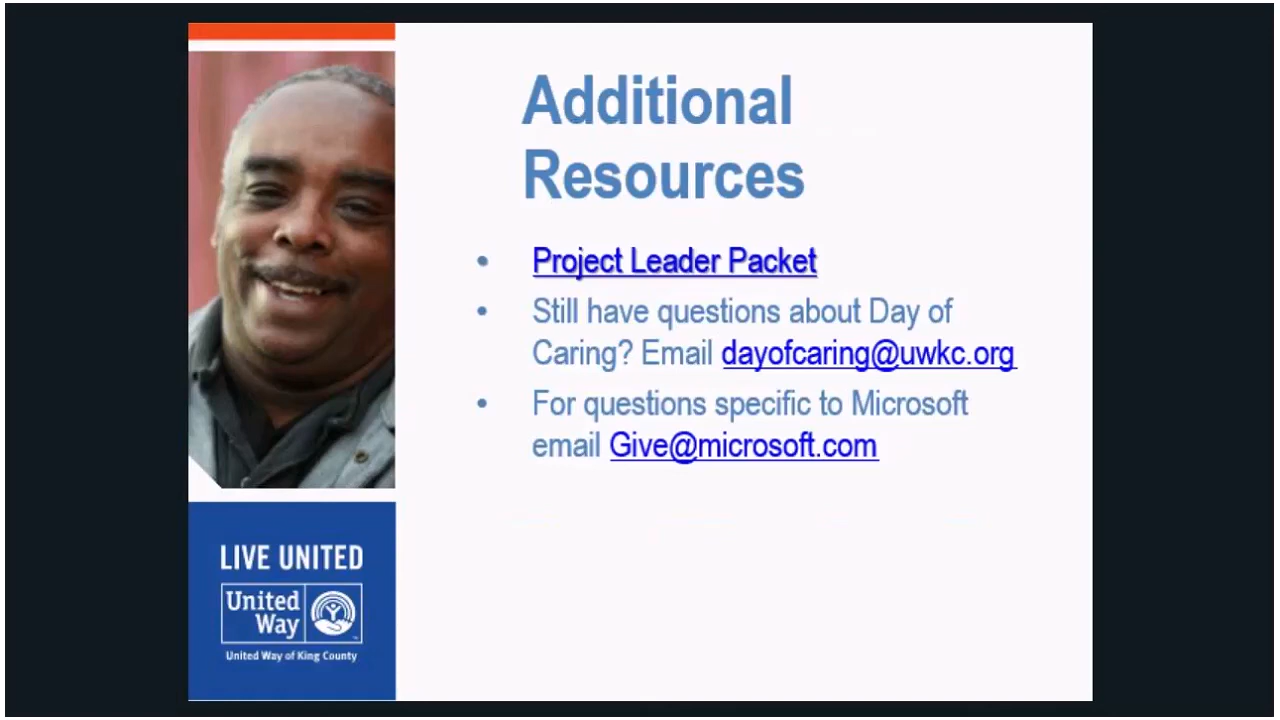 Additional
Resources
• Project Leader Packet
• Still have questions about Day of
Caring? Email dayofcaring@uwkc.org
• For questions specific to Microsoft
email Give@microsoft.com
LIVE UNITED
United
Way
™
United Way of King County